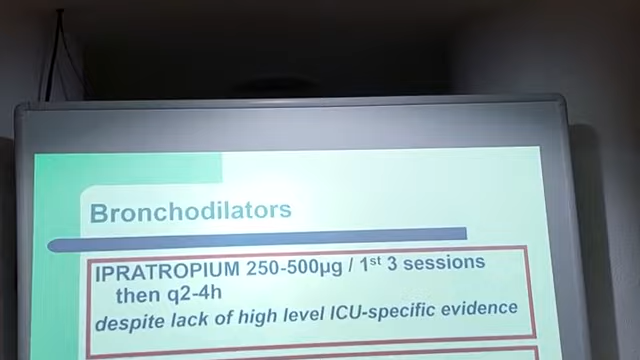 Bronchodilators
IPRATROPIUM 250-500µg / 1st 3 sessions
then q2-4h
despite lack of high level ICU-specific evidence